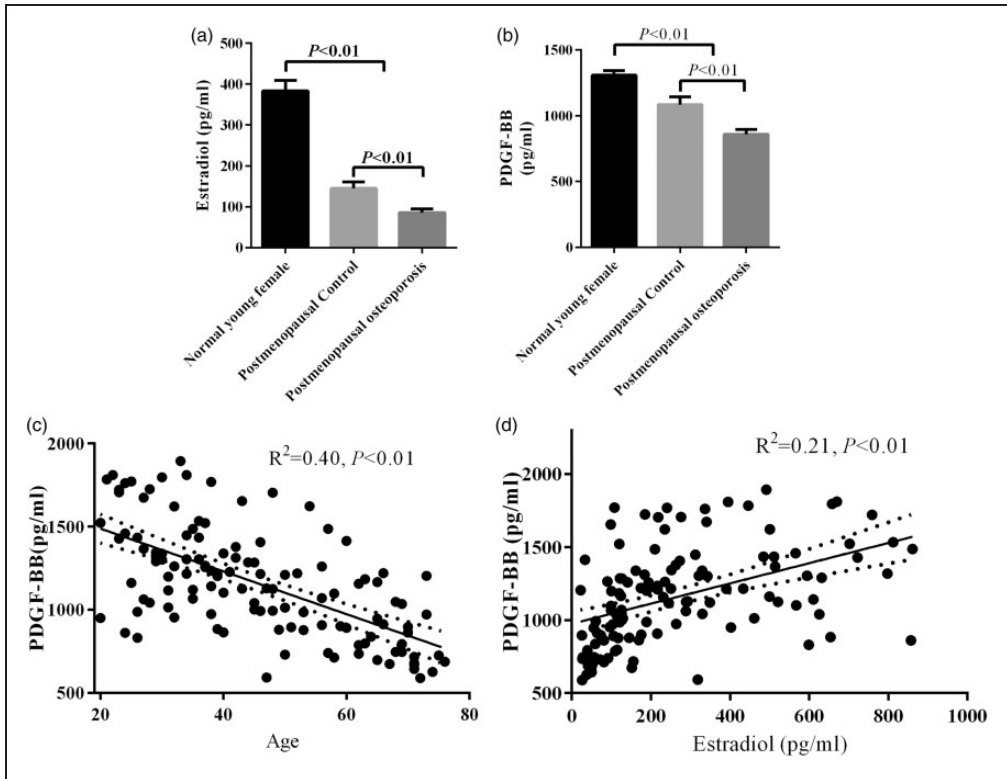 (a)
P<0.01
P<0.01
Estradiol (pg/ml)
500
400
300
200
100
0
Normal young female
Postmenopausal Control
Postmenopausal osteoporosis
(b)
P<0.01
P<0.01
PDGF-BB
(pg/ml)
1500
1000
500
0
Normal young female
Postmenopausal Control
Postmenopausal osteoporosis
(c)
R²=0.40, P<0.01
PDGF-BB(pg/ml)
2000
1500
1000
500
20 40 60 80
Age
(d)
R²=0.21, P<0.01
PDGF-BB (pg/ml)
2000
1500
1000
500
0 200 400 600 800 1000
Estradiol (pg/ml)